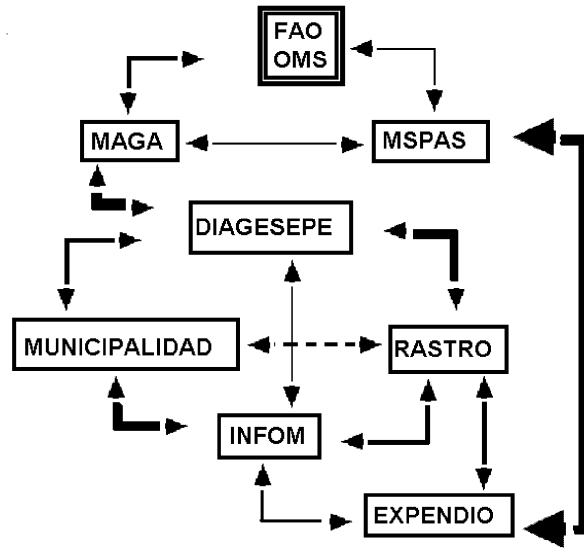 FAO
OMS
MAGA
MSPAS
DIAGESEPE
MUNICIPALIDAD
RASTRO
INFOM
EXPENDIO